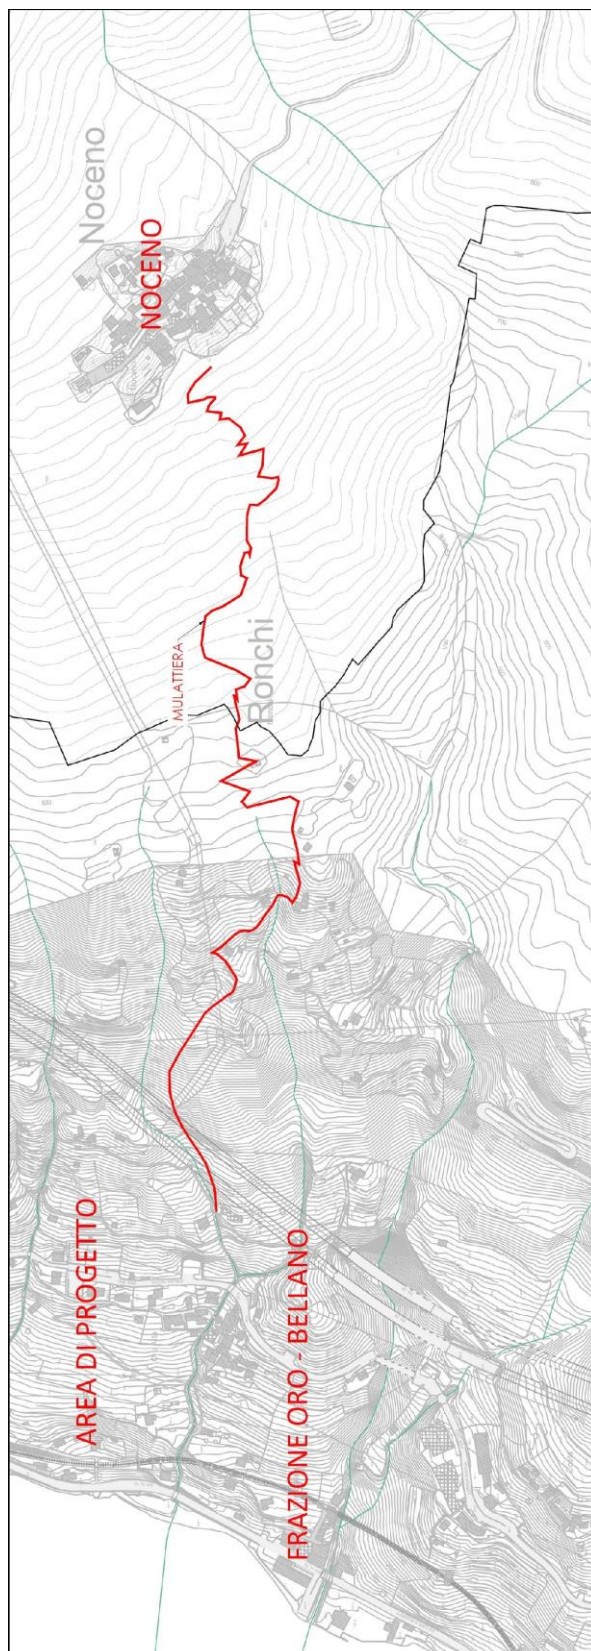 Noceno
NOCENO
MULATTIERA
Ronchi
AREA DI PROGETTO
FRAZIONE ORO - BELLANO